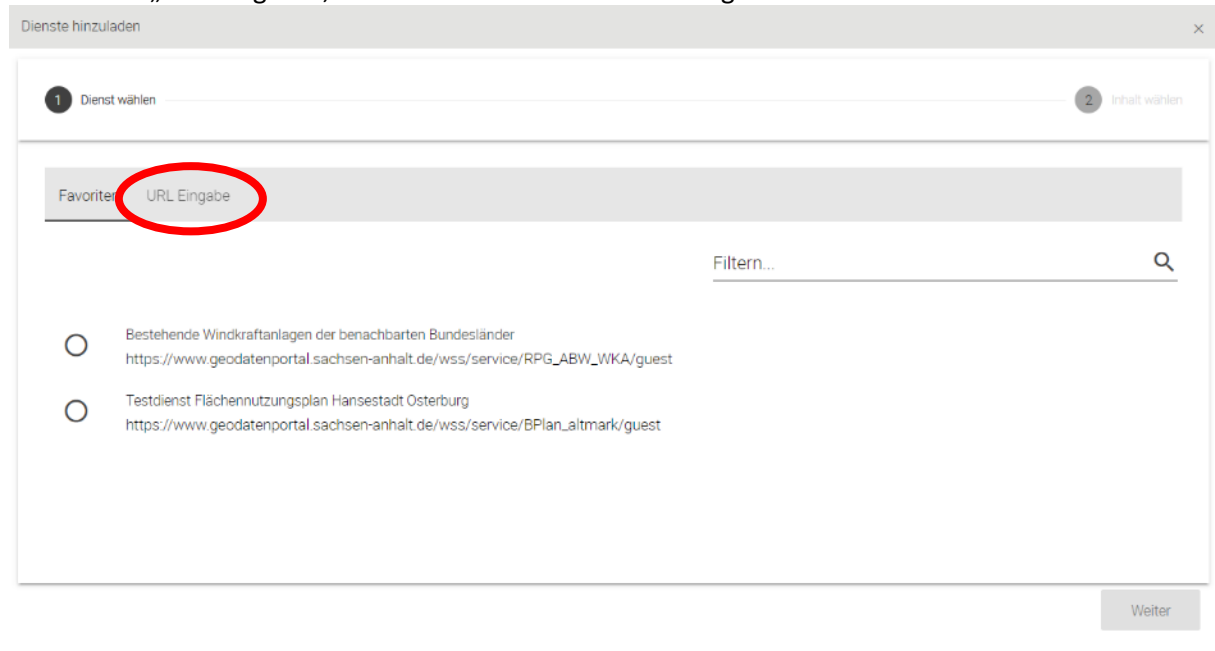 Dienste hinzuladen
×
1 Dienst wählen
2 Inhalt wählen
Favoriten URL Eingabe
Filtern...
Bestehende Windkraftanlagen der benachbarten Bundesländer
https://www.geodatenportal.sachsen-anhalt.de/wss/service/RPG_ABW_WKA/guest
Testdienst Flächennutzungsplan Hansestadt Osterburg
https://www.geodatenportal.sachsen-anhalt.de/wss/service/BPlan_altmark/guest
Weiter